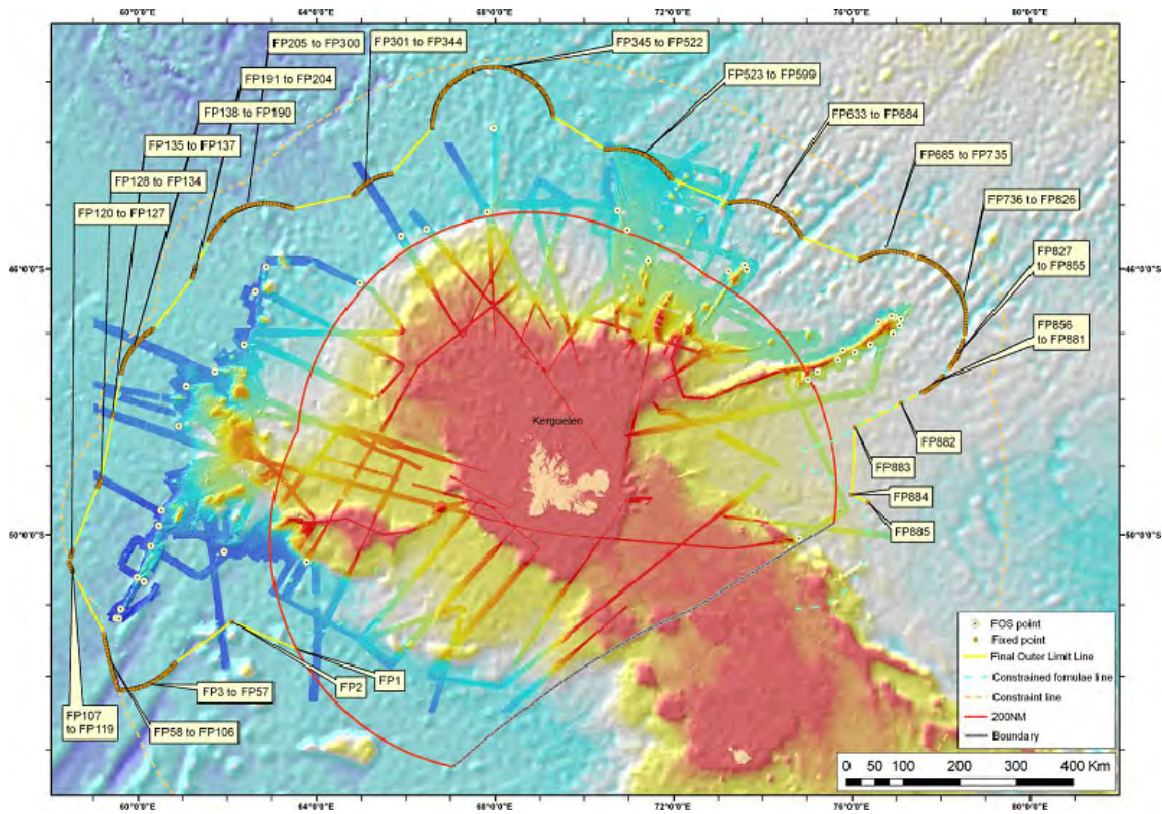 60°0'0"E
64°0'0"E
68°0'0"E
72°0'0"E
76°0'0"E
80°0'0"E
FP205 to FP300
FP301 to FP344
FP345 to FP522
FP191 to FP204
FP523 to FP599
FP138 to FP190
FP633 to FP684
FP135 to FP137
FP685 to FP735
FP128 to FP134
FP736 to FP826
FP120 to FP127
FP827
to FP855
46°0'0"S
46°0'0"S
FP856
to FP881
Kerguelen
FP882
FP883
FP884
FP885
50°0'0"S
50°0'0"S
FP1
FP2
FP3 to FP57
FP58 to FP106
FP107
to FP119
FOS point
Fixed point
Final Outer Limit Line
Constrained formulae line
Constraint line
200NM
Boundary
0 25 50 100 200 300 400 Km
60°0'0"E
64°0'0"E
68°0'0"E
72°0'0"E
76°0'0"E
80°0'0"E